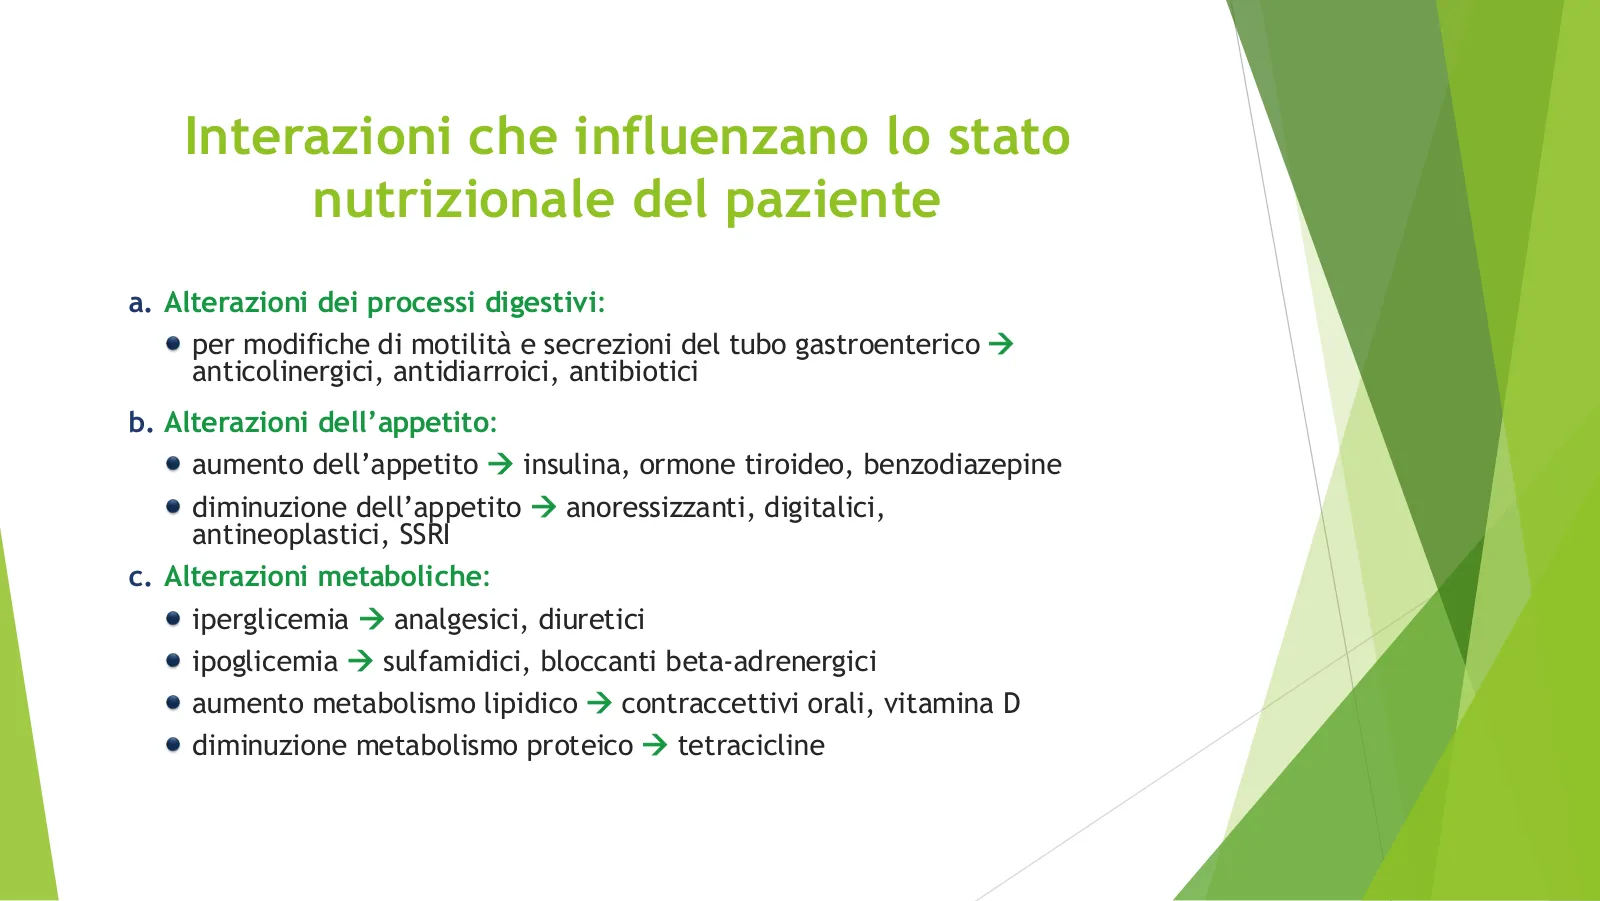 Interazioni che influenzano lo stato
nutrizionale del paziente
a. Alterazioni dei processi digestivi:
● per modifiche di motilità e secrezioni del tubo gastroenterico →
anticolinergici, antidiarroici, antibiotici
b. Alterazioni dell’appetito:
● aumento dell’appetito → insulina, ormone tiroideo, benzodiazepine
● diminuzione dell’appetito → anoressizzanti, digitalici,
antineoplastici, SSRI
c. Alterazioni metaboliche:
● iperglicemia → analgesici, diuretici
● ipoglicemia → sulfamidici, bloccanti beta-adrenergici
● aumento metabolismo lipidico → contraccettivi orali, vitamina D
● diminuzione metabolismo proteico → tetracicline